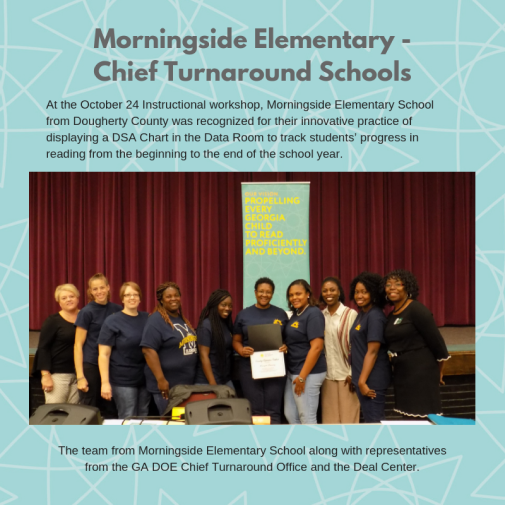 Morningside Elementary -
Chief Turnaround Schools
At the October 24 Instructional workshop, Morningside Elementary School
from Dougherty County was recognized for their innovative practice of
displaying a DSA Chart in the Data Room to track students' progress in
reading from the beginning to the end of the school year.
PROPELLING
EVERY
GEORGIA
CHILD
TO READ
PROFICIENTLY
AND BEYOND.
The team from Morningside Elementary School along with representatives
from the GA DOE Chief Turnaround Office and the Deal Center.